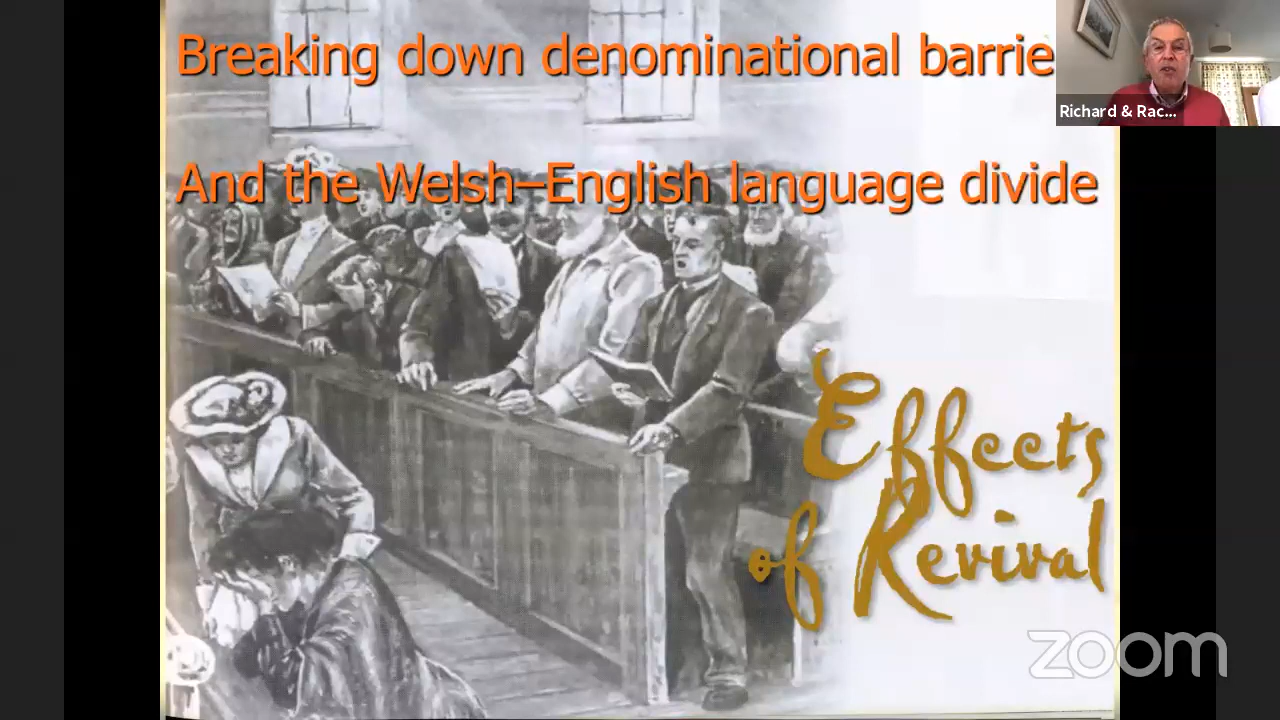 Breaking down denominational barrie
Richard & Rac...
And the Welsh–English language divide
Effects
of Revival
zoom